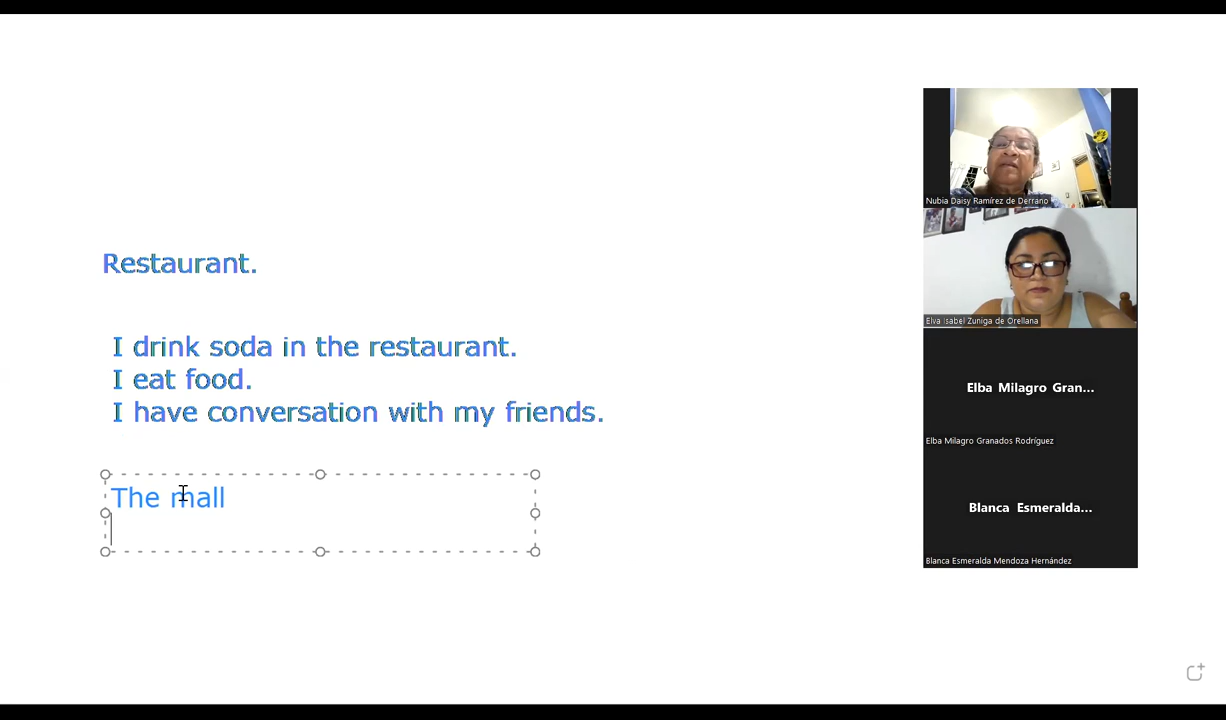 Restaurant.
I drink soda in the restaurant.
I eat food.
I have conversation with my friends.
The mall
Nubia Daisy Ramírez de Derrano
Elva Isabel Zuniga de Orellana
Elba Milagro Gran...
Elba Milagro Granados Rodríguez
Blanca Esmeralda...
Blanca Esmeralda Mendoza Hernández